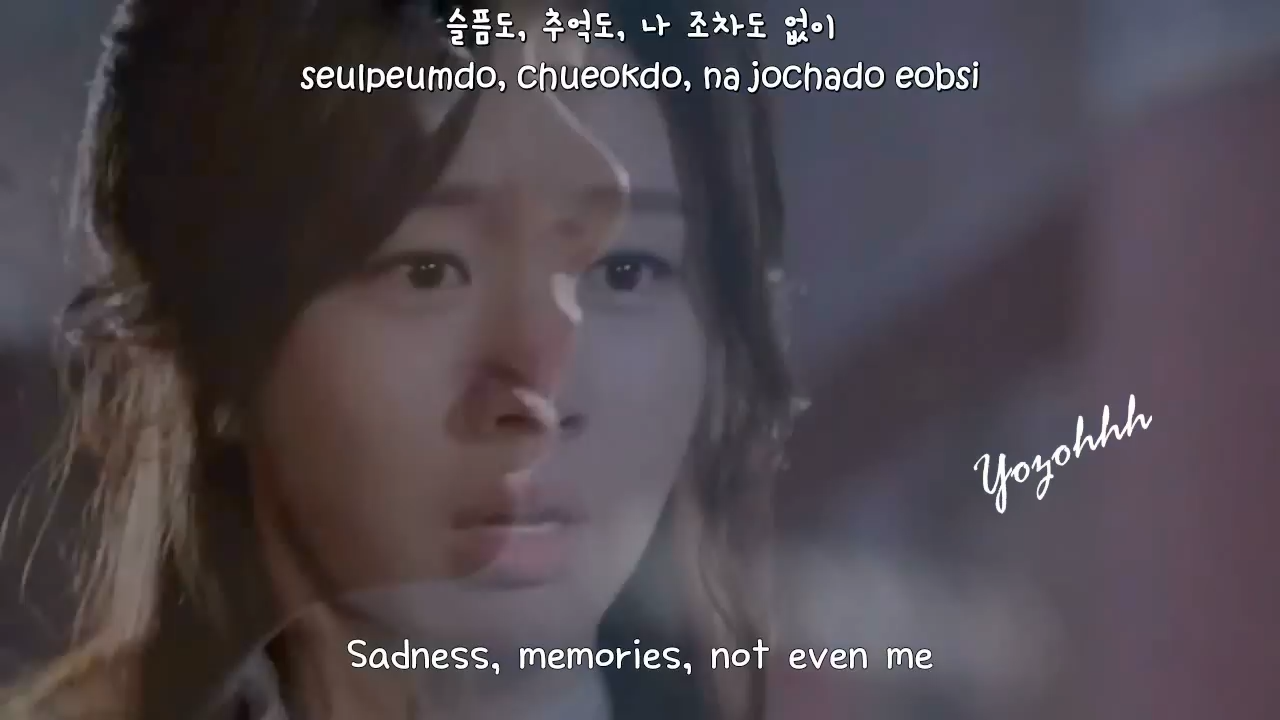 슬픔도, 추억도, 나 조차도 없이
seulpeumdo, chueokdo, na jochado eobsi
Yozohhh
Sadness, memories, not even me